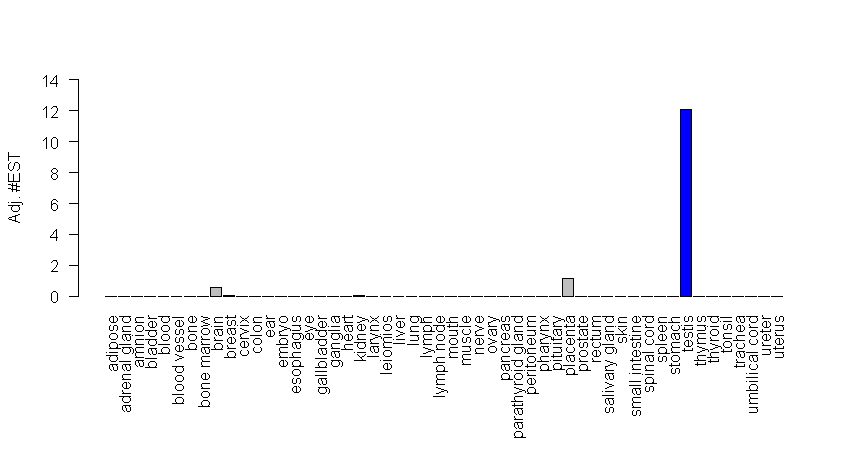 Adj. #EST
14
12
10
8
6
4
2
0
adipose
adrenal gland
amnion
bladder
blood
blood vessel
bone
bone marrow
brain
breast
cervix
colon
ear
embryo
esophagus
eye
gallbladder
ganglia
heart
kidney
larynx
leiomios
liver
lung
lymph
lymph node
mouth
muscle
nerve
ovary
pancreas
parathyroid gland
peritoneum
pharynx
pituitary
placenta
prostate
rectum
salivary gland
skin
small intestine
spinal cord
spleen
stomach
testis
thymus
thyroid
tonsil
trachea
umbilical cord
ureter
uterus